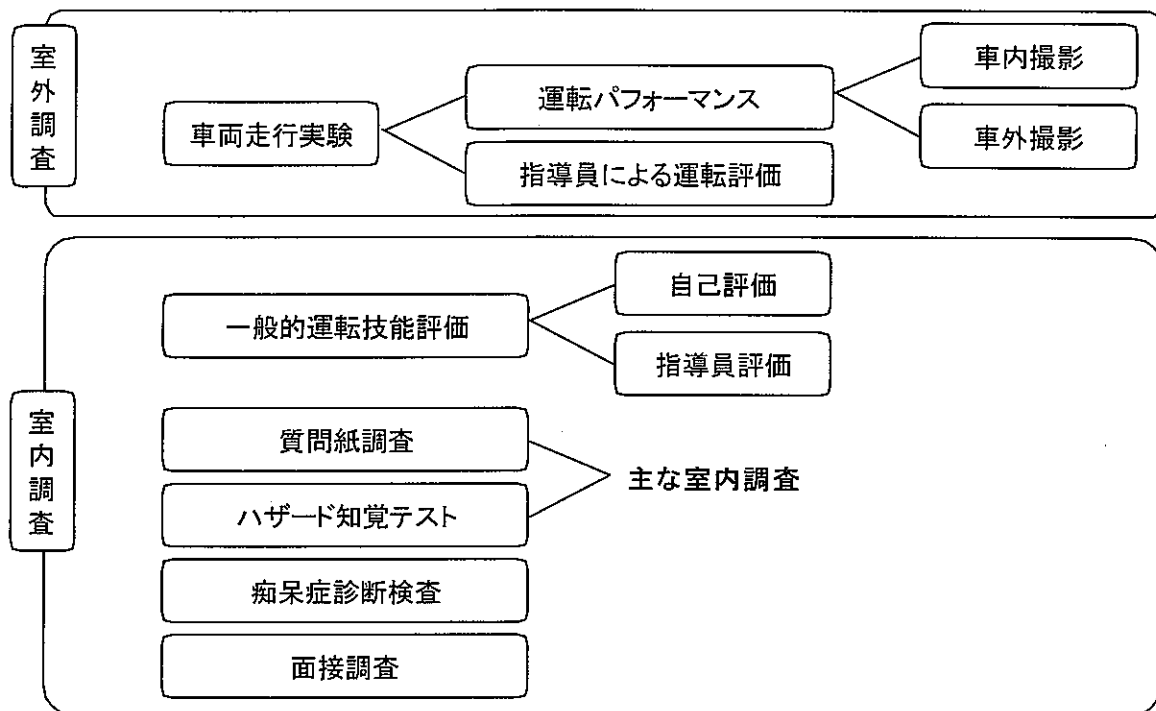 室外調査
車両走行実験
運転パフォーマンス
指導員による運転評価
車内撮影
車外撮影
室内調査
一般的運転技能評価
自己評価
指導員評価
質問紙調査
ハザード知覚テスト
主な室内調査
痴呆症診断検査
面接調査